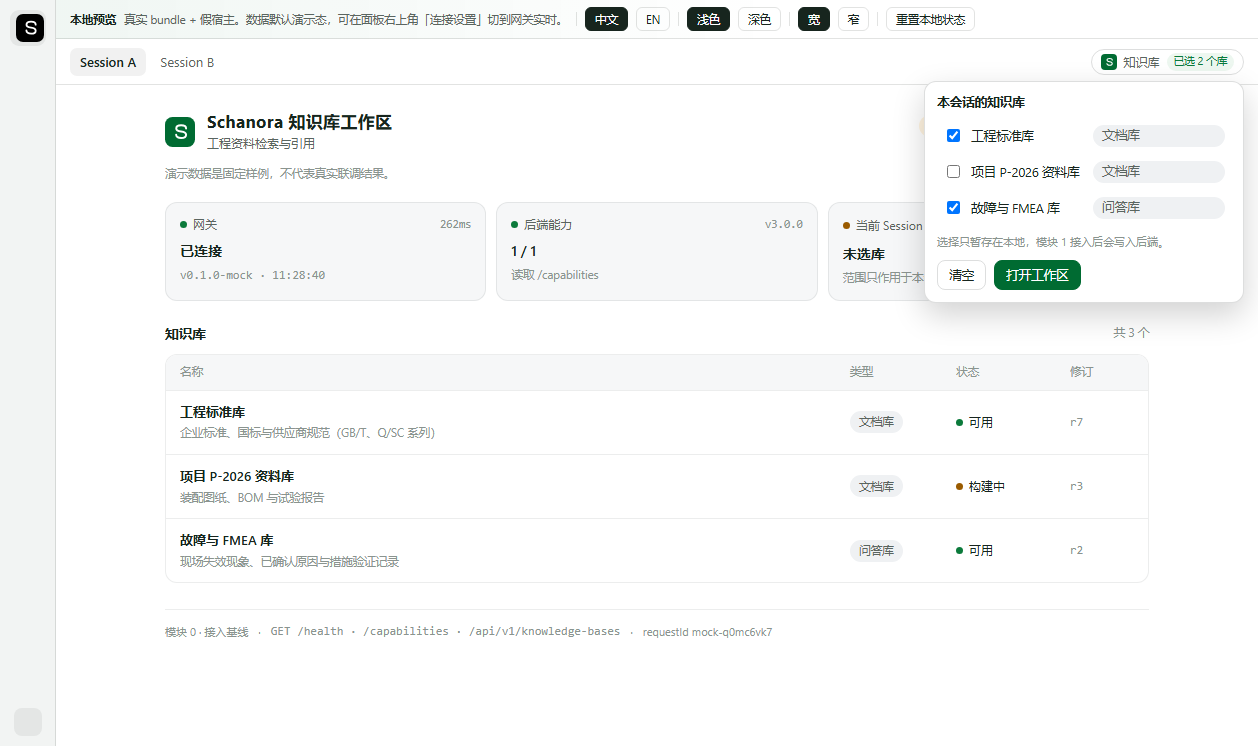 S
本地预览 真实 bundle + 假宿主。数据默认演示态，可在面板右上角「连接设置」切到网关实时。 中文 EN 浅色 深色 宽 窄 重置本地状态
Session A Session B
S 知识库 已选 2 个库
本会话的知识库
工程标准库 文档库
项目 P-2026 资料库 文档库
故障与 FMEA 库 问答库
选择只暂存在本地，模块 1 接入后会写入后端。
清空 打开工作区
S
Schanora 知识库工作区
工程资料检索与引用
演示数据是固定样例，不代表真实联调结果。
网关 262ms
已连接
v0.1.0-mock · 11:28:40
后端能力 v3.0.0
1 / 1
读取 /capabilities
当前 Session
未选库
范围只作用于本
知识库 共 3 个
名称 类型 状态 修订
工程标准库
企业标准、国标与供应商规范（GB/T、Q/SC 系列）
文档库 可用 r7
项目 P-2026 资料库
装配图纸、BOM 与试验报告
文档库 构建中 r3
故障与 FMEA 库
现场失效现象、已确认原因与措施验证记录
问答库 可用 r2
模块 0 · 接入基线 · GET /health · /capabilities · /api/v1/knowledge-bases · requestId mock-q0mc6vk7